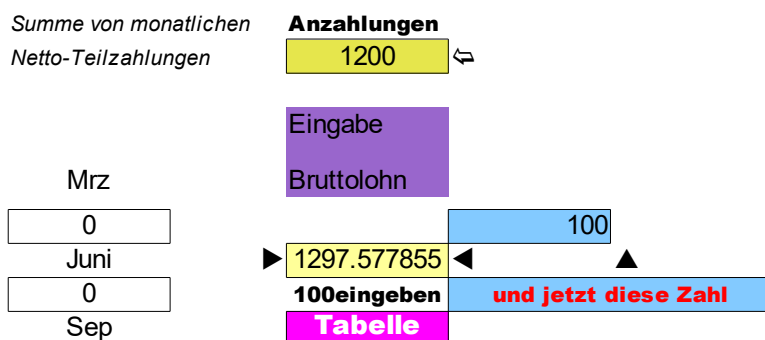 Summe von monatlichen Anzahlungen
Netto-Teilzahlungen 1200
Eingabe
Mrz Bruttolohn
0 100
Juni 1297.577855
0 100eingeben und jetzt diese Zahl
Sep Tabelle